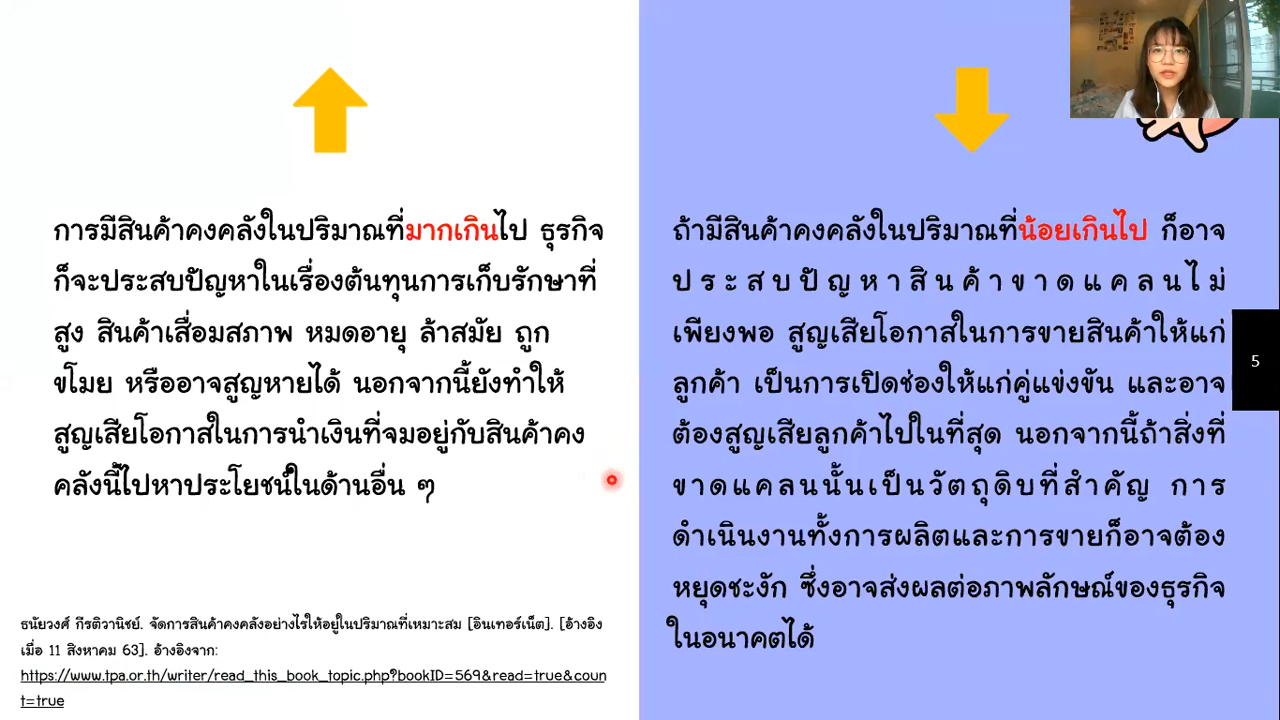 การมีสินค้าคงคลังในปริมาณที่มากเกินไป ธุรกิจ
ก็จะประสบปัญหาในเรื่องต้นทุนการเก็บรักษาที่
สูง สินค้าเสื่อมสภาพ หมดอายุ ล้าสมัย ถูก
ขโมย หรืออาจสูญหายได้ นอกจากนี้ยังทำให้
สูญเสียโอกาสในการนำเงินที่จมอยู่กับสินค้าคง
คลังนี้ไปหาประโยชน์ในด้านอื่น ๆ
ธนัยวงศ์ กีรติวานิชย์. จัดการสินค้าคงคลังอย่างไรให้อยู่ในปริมาณที่เหมาะสม [อินเทอร์เน็ต]. [อ้างอิง
เมื่อ 11 สิงหาคม 63]. อ้างอิงจาก:
https://www.tpa.or.th/writer/read_this_book_topic.php?bookID=569&read=true&coun
t=true
ถ้ามีสินค้าคงคลังในปริมาณที่น้อยเกินไป ก็อาจ
ประสบปัญหาสินค้าขาดแคลนไม่
เพียงพอ สูญเสียโอกาสในการขายสินค้าให้แก่
ลูกค้า เป็นการเปิดช่องให้แก่คู่แข่งขัน และอาจ
ต้องสูญเสียลูกค้าไปในที่สุด นอกจากนี้ถ้าสิ่งที่
ขาดแคลนนั้นเป็นวัตถุดิบที่สำคัญ การ
ดำเนินงานทั้งการผลิตและการขายก็อาจต้อง
หยุดชะงัก ซึ่งอาจส่งผลต่อภาพลักษณ์ของธุรกิจ
ในอนาคตได้
5